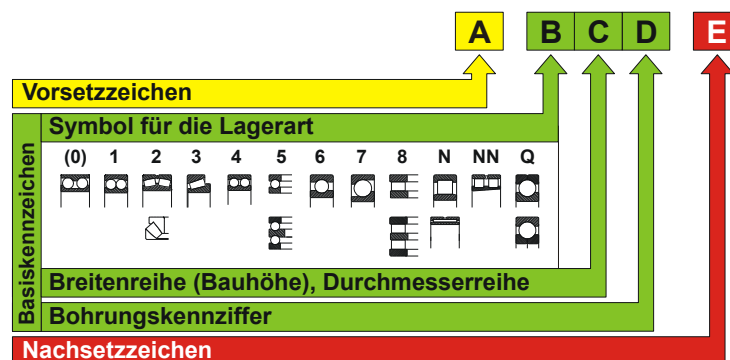 A B C D E
Vorsetzzeichen
Basiskennzeichen
Symbol für die Lagerart
(0) 1 2 3 4 5 6 7 8 N NN Q
Breitenreihe (Bauhöhe), Durchmesserreihe
Bohrungskennziffer
Nachsetzzeichen